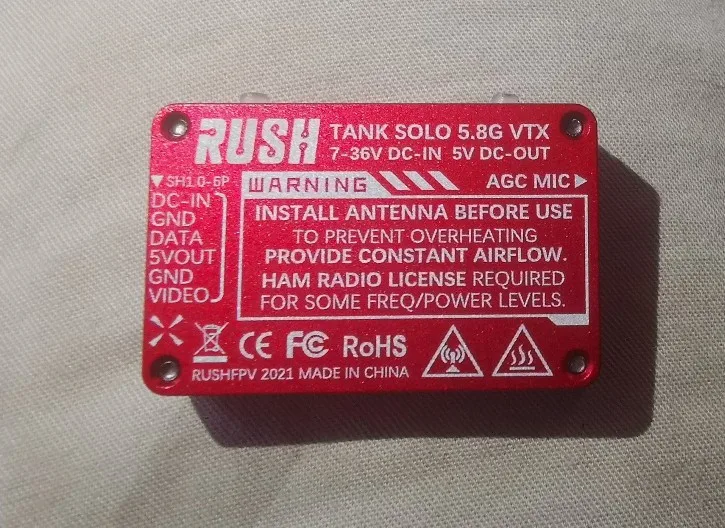 RUSH TANK SOLO 5.8G VTX
7-36V DC-IN 5V DC-OUT
▼SH1.0-6P
DC-IN
GND
DATA
5VOUT
GND
VIDEO
WARNING
AGC MIC▶
INSTALL ANTENNA BEFORE USE
TO PREVENT OVERHEATING
PROVIDE CONSTANT AIRFLOW.
HAM RADIO LICENSE REQUIRED
FOR SOME FREQ/POWER LEVELS.
CE FC RoHS
RUSHFPV 2021 MADE IN CHINA